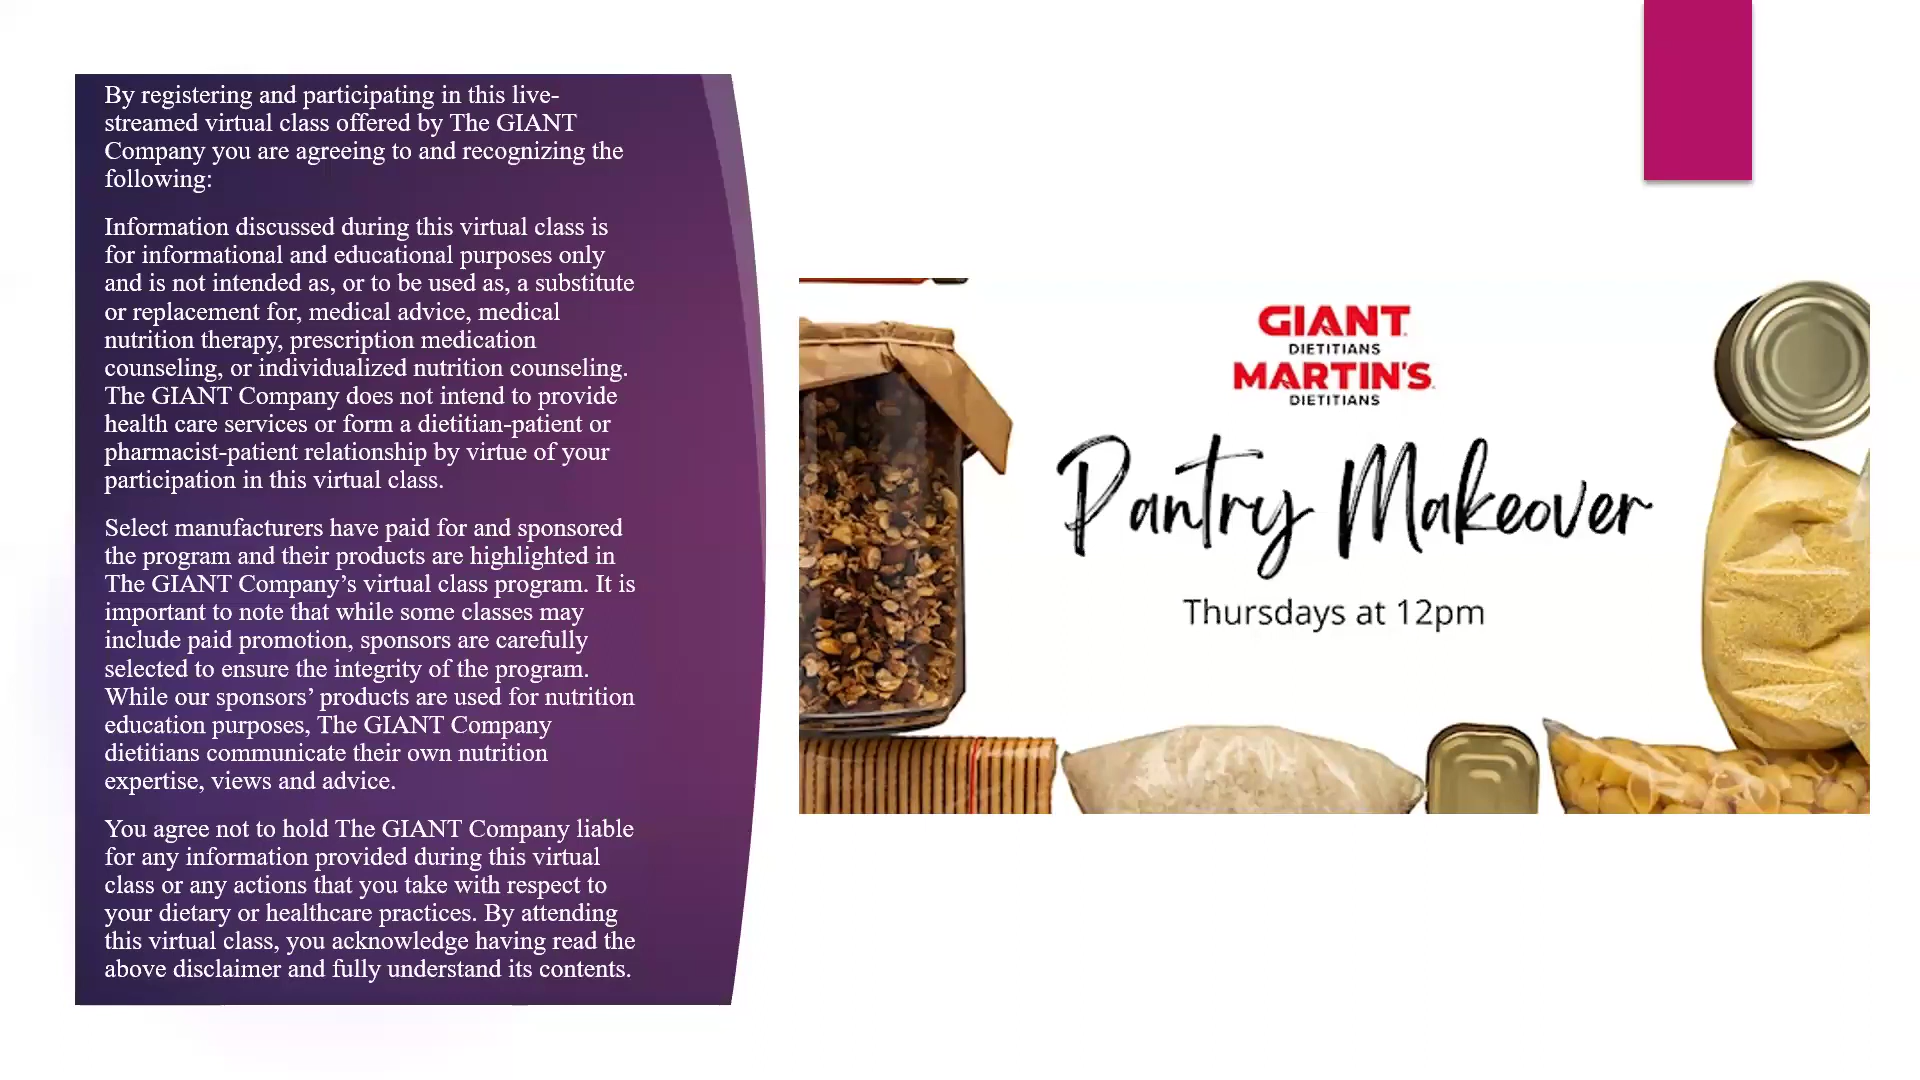 By registering and participating in this live-
streamed virtual class offered by The GIANT
Company you are agreeing to and recognizing the
following:
Information discussed during this virtual class is
for informational and educational purposes only
and is not intended as, or to be used as, a substitute
or replacement for, medical advice, medical
nutrition therapy, prescription medication
counseling, or individualized nutrition counseling.
The GIANT Company does not intend to provide
health care services or form a dietitian-patient or
pharmacist-patient relationship by virtue of your
participation in this virtual class.
Select manufacturers have paid for and sponsored
the program and their products are highlighted in
The GIANT Company’s virtual class program. It is
important to note that while some classes may
include paid promotion, sponsors are carefully
selected to ensure the integrity of the program.
While our sponsors’ products are used for nutrition
education purposes, The GIANT Company
dietitians communicate their own nutrition
expertise, views and advice.
You agree not to hold The GIANT Company liable
for any information provided during this virtual
class or any actions that you take with respect to
your dietary or healthcare practices. By attending
this virtual class, you acknowledge having read the
above disclaimer and fully understand its contents.
GIANT
DIETITIANS
MARTIN'S
DIETITIANS
Pantry Makeover
Thursdays at 12pm